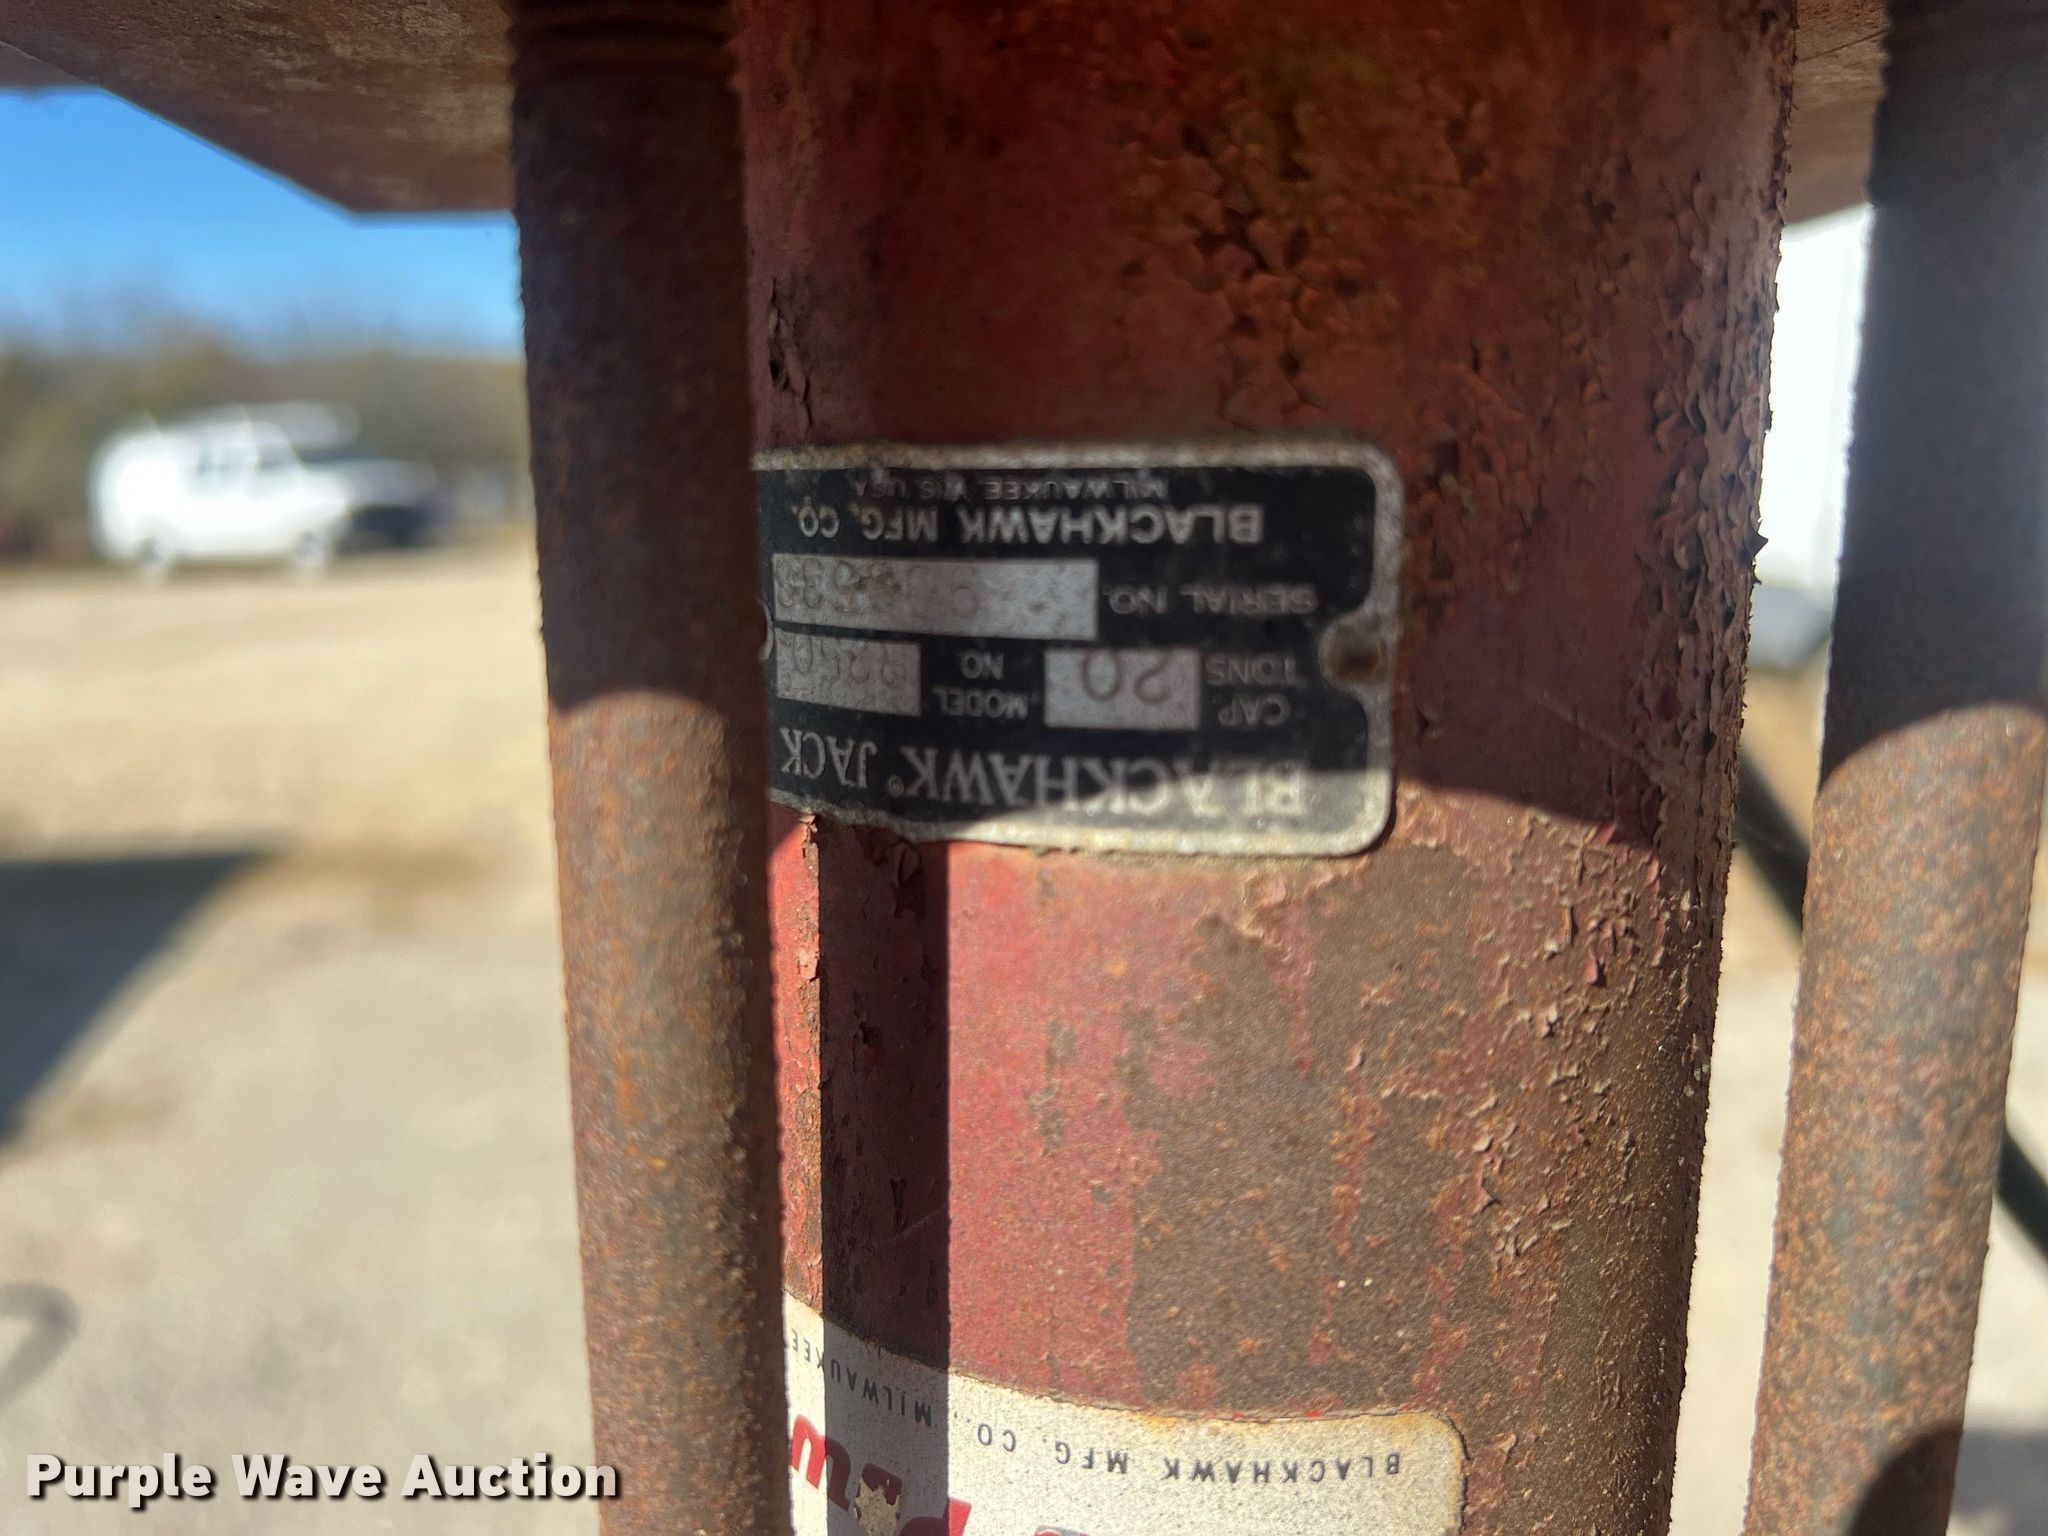 BLACKHAWK® JACK
CAP. TONS 20 MODEL NO.
SERIAL NO.
BLACKHAWK MFG. CO.
MILWAUKEE, WIS. USA
BLACKHAWK MFG. CO., MILWAUKEE
Purple Wave Auction